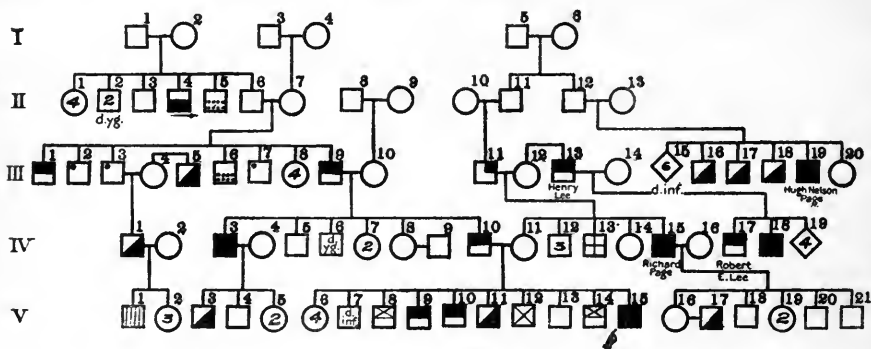 I 1 2 3 4 5 6
II 1 2 3 4 5 6 7 8 9 10 11 12 13
4 2
d.yg.
III 1 2 3 4 5 6 7 8 9 10 11 12 13 14 15 16 17 18 19 20
4 6
Henry
Lee
d.inf.
Hugh Nelson
Page
IV 1 2 3 4 5 6 7 8 9 10 11 12 13 14 15 16 17 18 19
d.
yg.
2 3 4
Richard
Page
Robert
E. Lee
V 1 2 3 4 5 6 7 8 9 10 11 12 13 14 15 16 17 18 19 20 21
3 2 4
d.
inf.
2